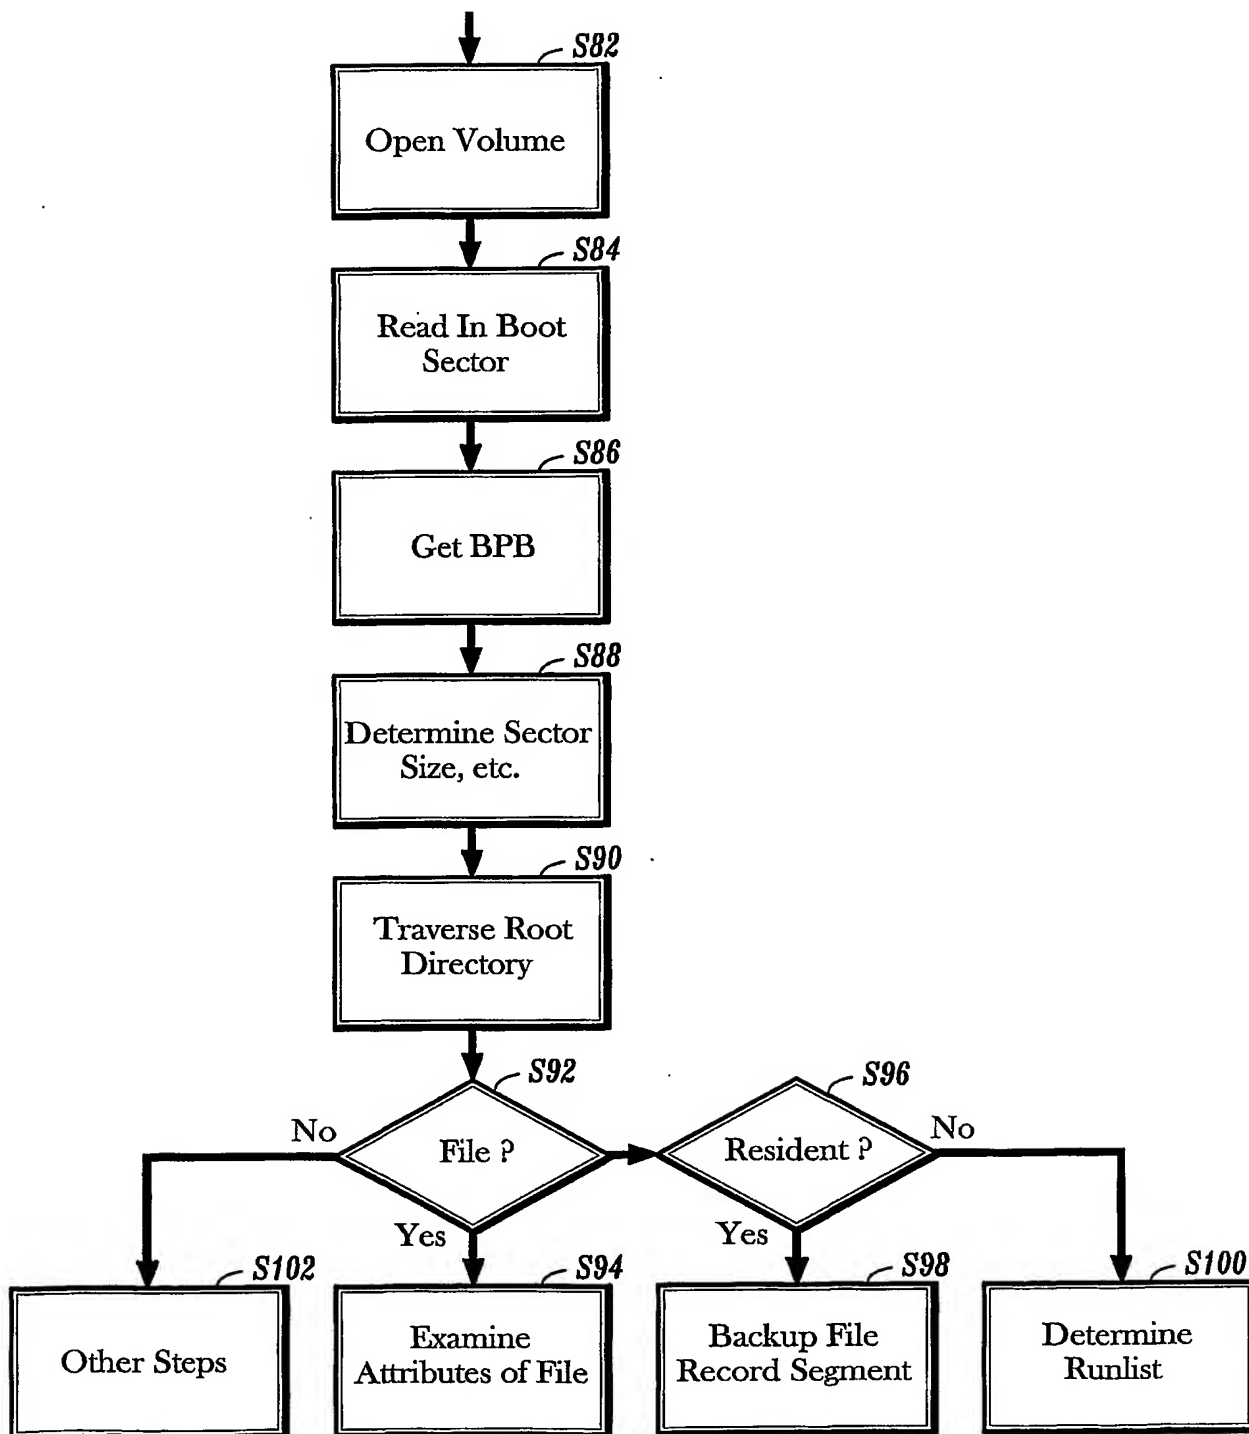 S82
Open Volume
S84
Read In Boot
Sector
S86
Get BPB
S88
Determine Sector
Size, etc.
S90
Traverse Root
Directory
S92
S96
No
File ?
Resident ?
No
Yes
Yes
S102
S94
S98
S100
Other Steps
Examine
Attributes of File
Backup File
Record Segment
Determine
Runlist